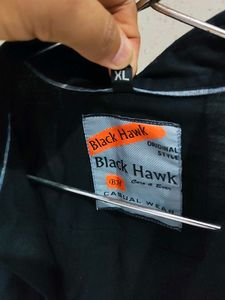 XL
Black Hawk
ORIGINAL
STYLE
Black Hawk
BH
CASUAL WEAR